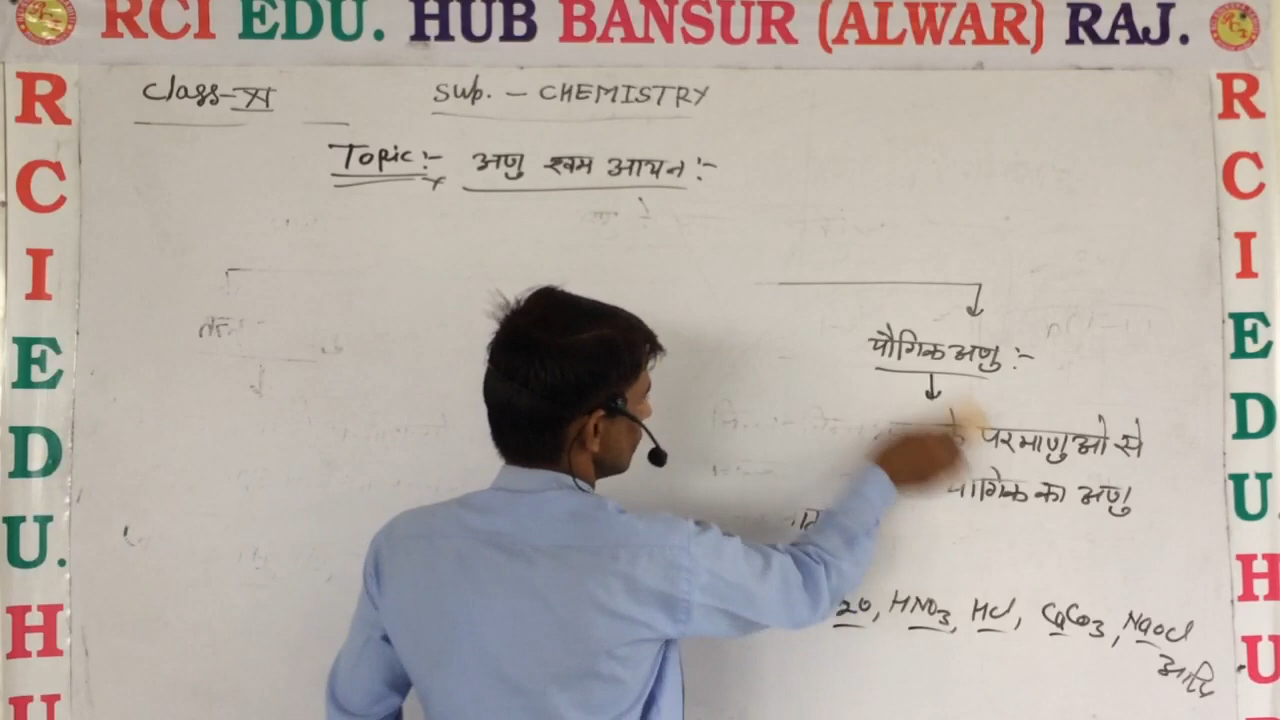 RCI EDU. HUB BANSUR (ALWAR) RAJ.
R C I E D U. H U
Class-XI
Sub. - CHEMISTRY
Topic:- अणु एवम आयन :-
यौगिक अणु :-
के परमाणुओ से
यौगिक का अणु
2O, HNO3, HCl, CaCO3, NaOCl
आदि
R C I E D U. H U